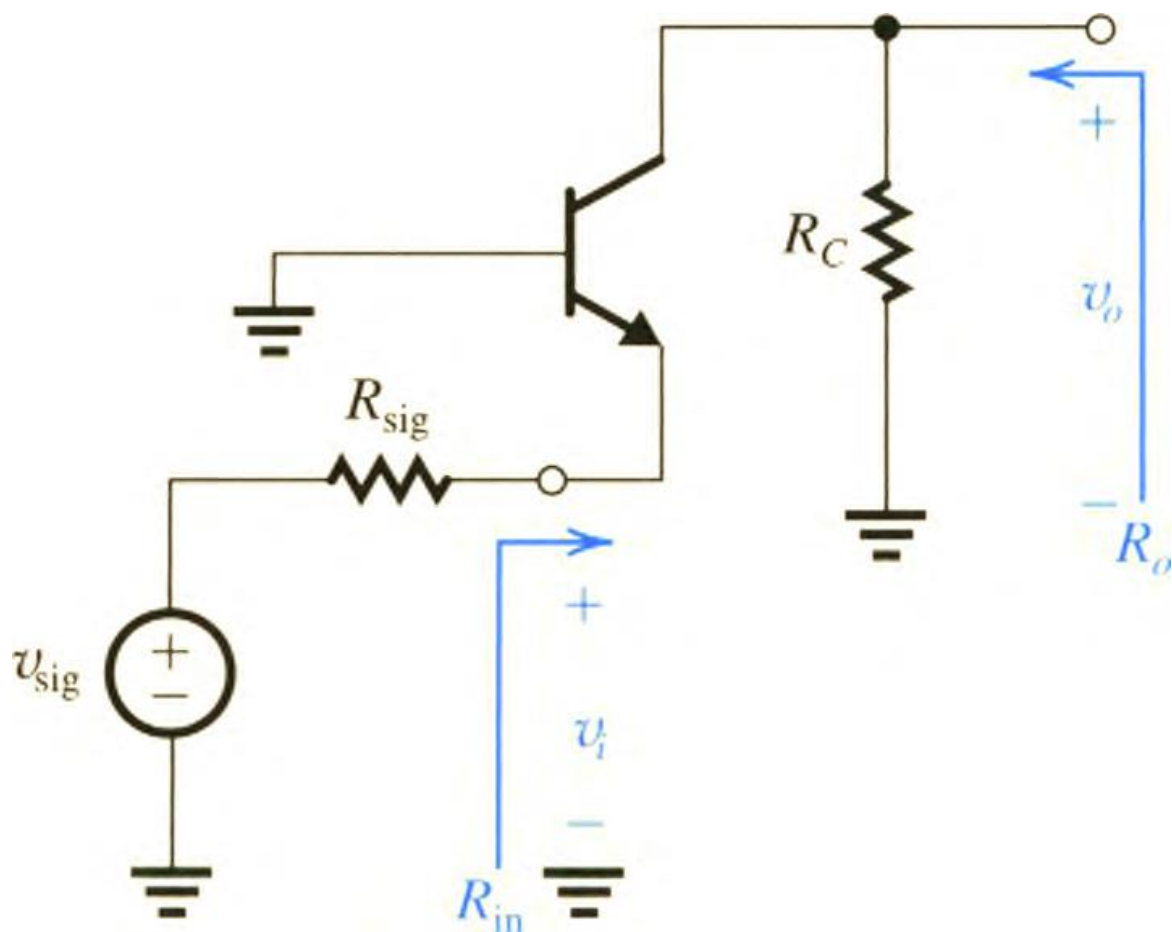 R_C
+
v_o
−
R_o
R_sig
v_sig
+
−
+
v_i
−
R_in